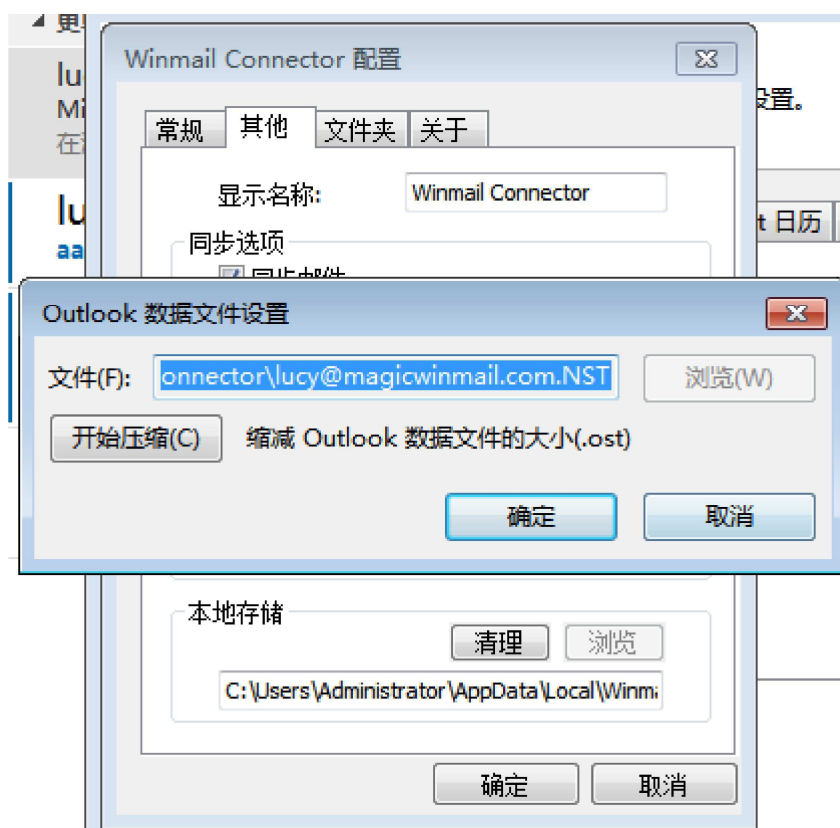 Winmail Connector 配置
lu
Mi
设置。
常规 其他 文件夹 关于
显示名称: Winmail Connector
lu
aa
t 日历
同步选项
同步邮件
Outlook 数据文件设置
文件(F): onnector\lucy@magicwinmail.com.NST 浏览(W)
开始压缩(C) 缩减 Outlook 数据文件的大小(.ost)
确定 取消
本地存储
清理 浏览
C:\Users\Administrator\AppData\Local\Winm
确定 取消